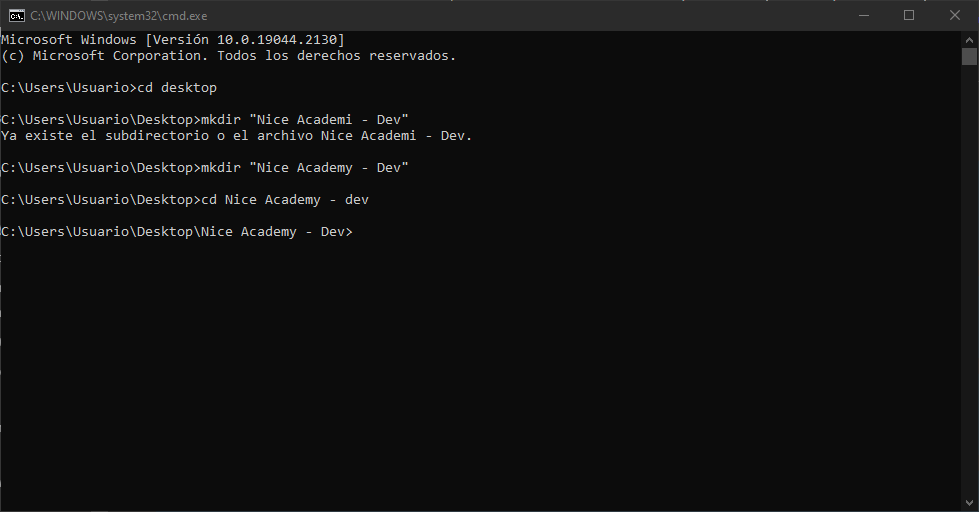 C:\WINDOWS\system32\cmd.exe
Microsoft Windows [Versión 10.0.19044.2130]
(c) Microsoft Corporation. Todos los derechos reservados.
C:\Users\Usuario>cd desktop
C:\Users\Usuario\Desktop>mkdir "Nice Academi - Dev"
Ya existe el subdirectorio o el archivo Nice Academi - Dev.
C:\Users\Usuario\Desktop>mkdir "Nice Academy - Dev"
C:\Users\Usuario\Desktop>cd Nice Academy - dev
C:\Users\Usuario\Desktop\Nice Academy - Dev>